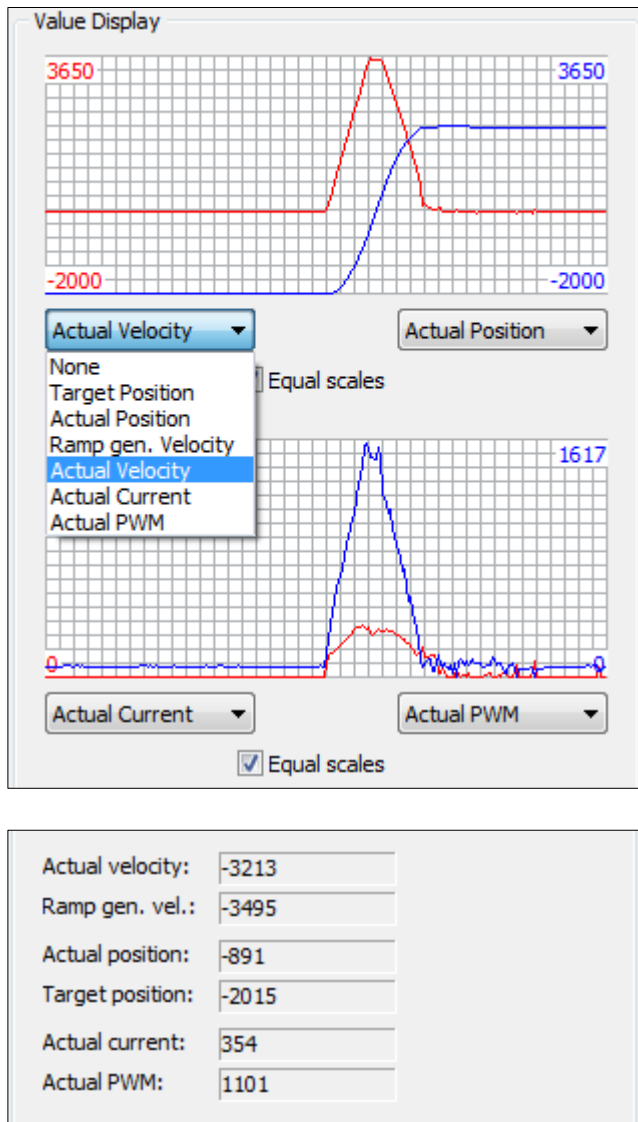 Value Display
3650 3650
-2000 -2000
Actual Velocity Actual Position
None
Target Position
Equal scales
Actual Position
Ramp gen. Velocity
Actual Velocity
1617
Actual Current
Actual PWM
0 0
Actual Current Actual PWM
Equal scales
Actual velocity: -3213
Ramp gen. vel.: -3495
Actual position: -891
Target position: -2015
Actual current: 354
Actual PWM: 1101